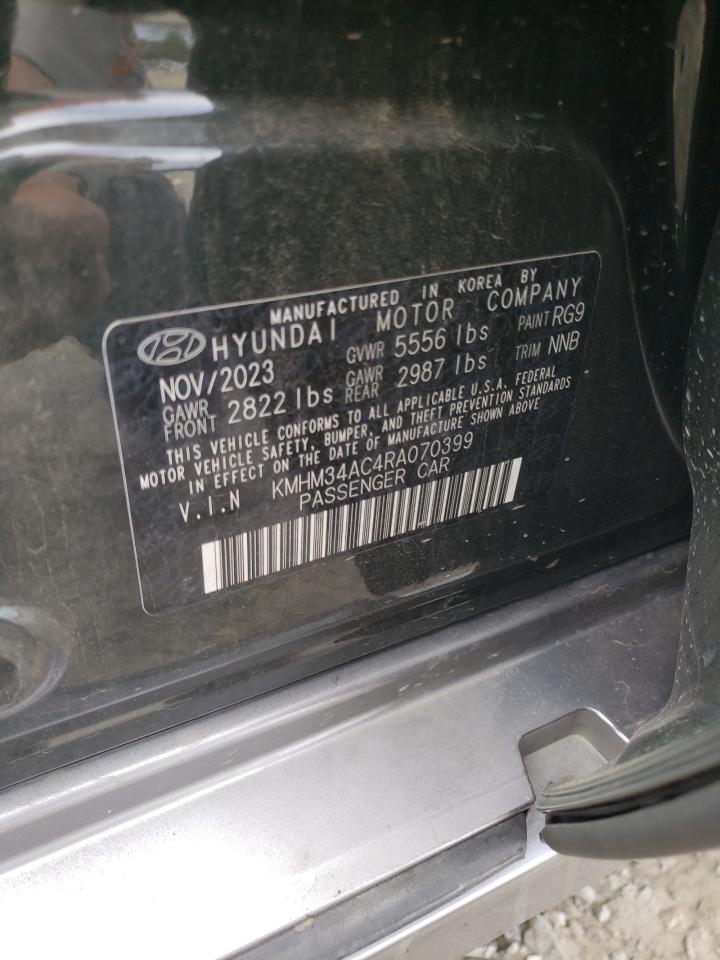 MANUFACTURED IN KOREA BY
HYUNDAI MOTOR COMPANY
NOV/2023 GVWR 5556 lbs PAINT RG9
GAWR FRONT 2822 lbs GAWR REAR 2987 lbs TRIM NNB
THIS VEHICLE CONFORMS TO ALL APPLICABLE U.S.A. FEDERAL
MOTOR VEHICLE SAFETY, BUMPER, AND THEFT PREVENTION STANDARDS
IN EFFECT ON THE DATE OF MANUFACTURE SHOWN ABOVE
V.I.N KMHM34AC4RA070399
PASSENGER CAR